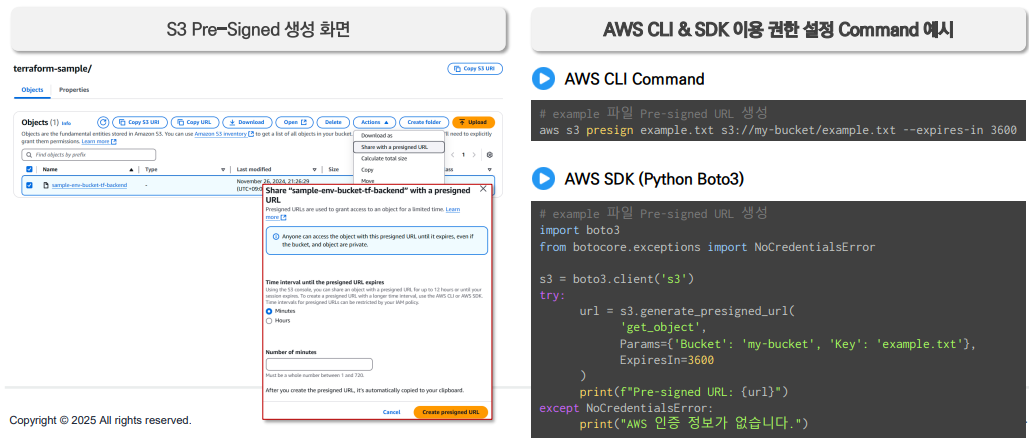 S3 Pre-Signed 생성 화면
terraform-sample/
Copy S3 URI
Objects
Properties
Objects (1) Info
Copy S3 URI
Copy URL
Download
Open
Delete
Actions
Create folder
Upload
Objects are the fundamental entities stored in Amazon S3. You can use Amazon S3 inventory to get a list of all objects in your bucket.
'll need to explicitly
grant them permissions. Learn more
Find objects by prefix
1
Name
Type
Last modified
Size
ass
sample-env-bucket-tf-backend
-
November 26, 2024, 21:26:29
(UTC+09:0
Download as
Share with a presigned URL
Calculate total size
Copy
Move
Share "sample-env-bucket-tf-backend" with a presigned
URL
Presigned URLs are used to grant access to an object for a limited time. Learn
more
Anyone can access the object with this presigned URL until it expires, even if
the bucket, and object are private.
Time interval until the presigned URL expires
Using the S3 console, you can share an object with a presigned URL for up to 12 hours or until your
session expires. To create a presigned URL with a longer time interval, use the AWS CLI or AWS SDK.
Time intervals for presigned URLs can be restricted by your IAM policy.
Minutes
Hours
Number of minutes
Must be a whole number between 1 and 720.
After you create the presigned URL, it's automatically copied to your clipboard.
Cancel
Create presigned URL
Copyright © 2025 All rights reserved.
AWS CLI & SDK 이용 권한 설정 Command 예시
AWS CLI Command
# example 파일 Pre-signed URL 생성
aws s3 presign example.txt s3://my-bucket/example.txt --expires-in 3600
AWS SDK (Python Boto3)
# example 파일 Pre-signed URL 생성
import boto3
from botocore.exceptions import NoCredentialsError
s3 = boto3.client('s3')
try:
url = s3.generate_presigned_url(
'get_object',
Params={'Bucket': 'my-bucket', 'Key': 'example.txt'},
ExpiresIn=3600
)
print(f"Pre-signed URL: {url}")
except NoCredentialsError:
print("AWS 인증 정보가 없습니다.")